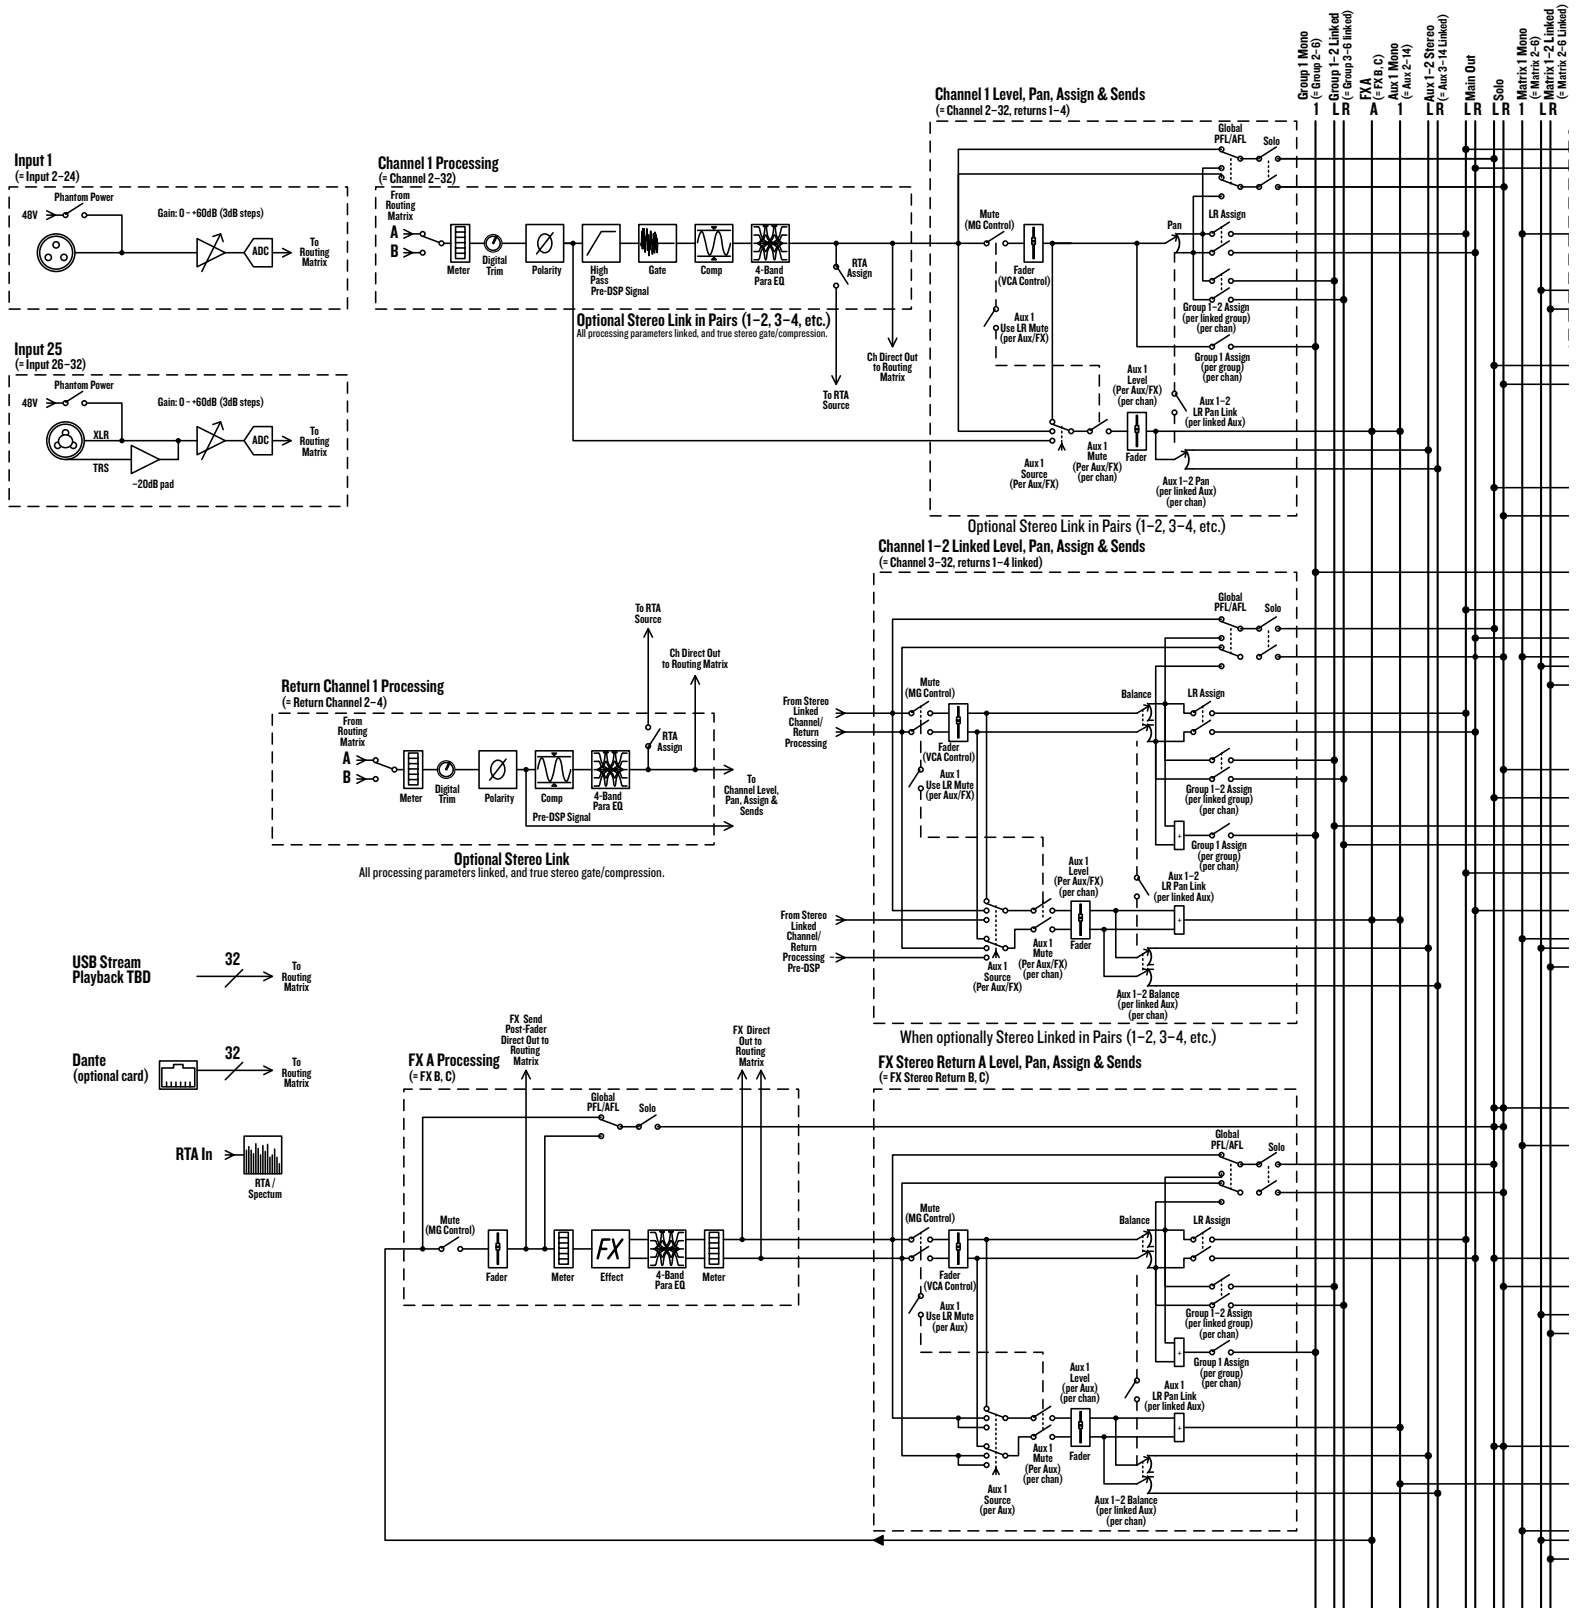 Group 1 Mono
(= Group 2–6)
1
Group 1–2 Linked
(= Group 3–6 linked)
L R
FX A
(= FX B, C)
A
Aux 1 Mono
(= Aux 2–14)
1
Aux 1–2 Stereo
(= Aux 3–14 Linked)
L R
Main Out
L R
Solo
L R
Matrix 1 Mono
(= Matrix 2–6)
1
Matrix 1–2 Linked
(= Matrix 2–6 Linked)
L R
Input 1
(= Input 2–24)
Phantom Power
48V
Gain: 0 ~ +60dB (3dB steps)
ADC
To
Routing
Matrix
Input 25
(= Input 26–32)
Phantom Power
48V
Gain: 0 ~ +60dB (3dB steps)
XLR
TRS
–20dB pad
ADC
To
Routing
Matrix
Channel 1 Processing
(= Channel 2–32)
From
Routing
Matrix
A
B
Meter
Digital
Trim
Polarity
High
Pass
Pre-DSP Signal
Gate
Comp
4-Band
Para EQ
RTA
Assign
Optional Stereo Link in Pairs (1–2, 3–4, etc.)
All processing parameters linked, and true stereo gate/compression.
To RTA
Source
Ch Direct Out
to Routing
Matrix
Channel 1 Level, Pan, Assign & Sends
(= Channel 2–32, returns 1–4)
Global
PFL/AFL
Solo
Mute
(MG Control)
Fader
(VCA Control)
Pan
LR Assign
Group 1–2 Assign
(per linked group)
(per chan)
Group 1 Assign
(per group)
(per chan)
Aux 1
Use LR Mute
(per Aux/FX)
Aux 1
Level
(Per Aux/FX)
(per chan)
Aux 1–2
LR Pan Link
(per linked Aux)
Aux 1
Source
(Per Aux/FX)
Aux 1
Mute
(Per Aux/FX)
(per chan)
Fader
Aux 1–2 Pan
(per linked Aux)
(per chan)
Optional Stereo Link in Pairs (1–2, 3–4, etc.)
Channel 1–2 Linked Level, Pan, Assign & Sends
(= Channel 3–32, returns 1–4 linked)
Global
PFL/AFL
Solo
From Stereo
Linked
Channel/
Return
Processing
Mute
(MG Control)
Fader
(VCA Control)
Balance
LR Assign
Aux 1
Use LR Mute
(per Aux/FX)
Group 1–2 Assign
(per linked group)
(per chan)
+
Group 1 Assign
(per group)
(per chan)
Aux 1
Level
(Per Aux/FX)
(per chan)
Aux 1–2
LR Pan Link
(per linked Aux)
From Stereo
Linked
Channel/
Return
Processing
Pre-DSP
+
Aux 1
Source
(Per Aux/FX)
Aux 1
Mute
(Per Aux/FX)
(per chan)
Fader
Aux 1–2 Balance
(per linked Aux)
(per chan)
When optionally Stereo Linked in Pairs (1–2, 3–4, etc.)
Return Channel 1 Processing
(= Return Channel 2–4)
To RTA
Source
Ch Direct Out
to Routing Matrix
From
Routing
Matrix
A
B
Meter
Digital
Trim
Polarity
Comp
4-Band
Para EQ
RTA
Assign
Pre-DSP Signal
To
Channel Level,
Pan, Assign &
Sends
Optional Stereo Link
All processing parameters linked, and true stereo gate/compression.
USB Stream
Playback TBD
32
To
Routing
Matrix
Dante
(optional card)
32
To
Routing
Matrix
RTA In
RTA /
Spectum
FX A Processing
(= FX B, C)
FX Send
Post-Fader
Direct Out to
Routing
Matrix
FX Direct
Out to
Routing
Matrix
Global
PFL/AFL
Solo
Mute
(MG Control)
Fader
Meter
FX
Effect
4-Band
Para EQ
Meter
FX Stereo Return A Level, Pan, Assign & Sends
(= FX Stereo Return B, C)
Global
PFL/AFL
Solo
Mute
(MG Control)
Fader
(VCA Control)
Balance
LR Assign
Aux 1
Use LR Mute
(per Aux)
Group 1–2 Assign
(per linked group)
(per chan)
+
Group 1 Assign
(per group)
(per chan)
Aux 1
Level
(per Aux)
(per chan)
Aux 1
LR Pan Link
(per linked Aux)
+
Aux 1
Source
(per Aux)
Aux 1
Mute
(Per Aux)
(per chan)
Fader
Aux 1–2 Balance
(per linked Aux)
(per chan)